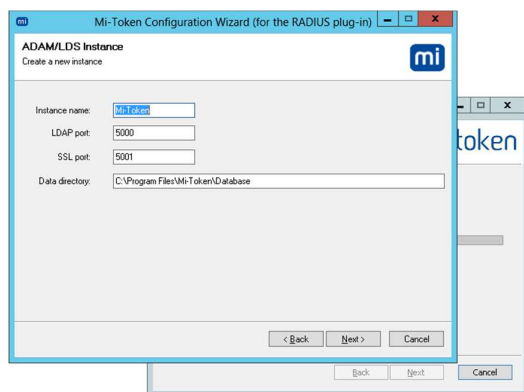 mi
Mi-Token Configuration Wizard (for the RADIUS plug-in)
ADAM/LDS Instance
Create a new instance
mi
Instance name: Mi-Token
LDAP port: 5000
SSL port: 5001
Data directory: C:\Program Files\Mi-Token\Database
< Back Next > Cancel
token
Back Next Cancel